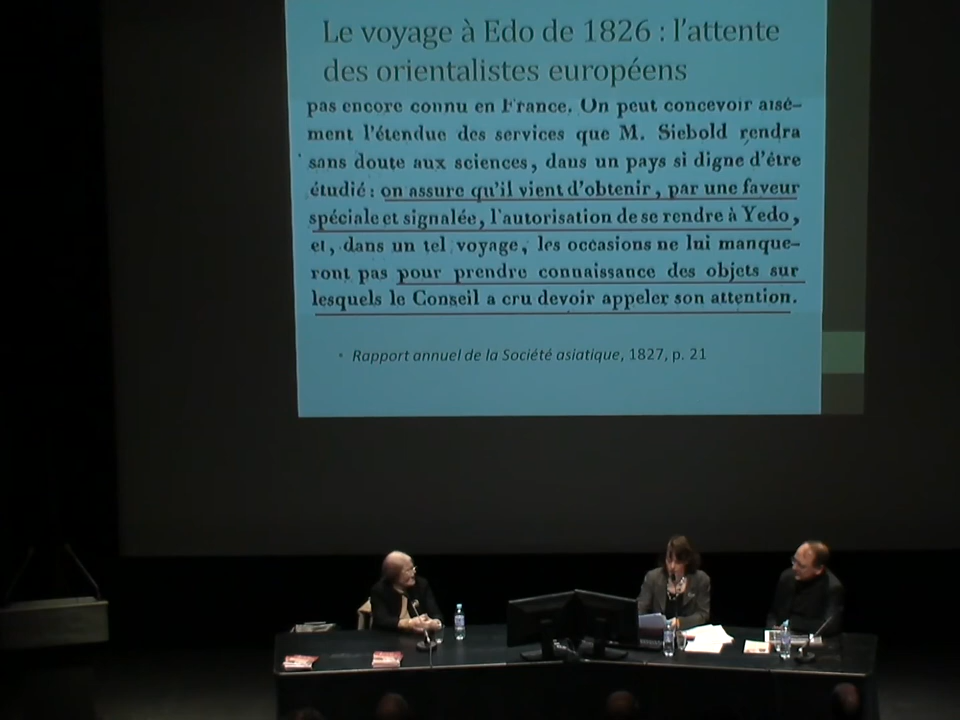 Le voyage à Edo de 1826 : l'attente
des orientalistes européens
pas encore connu en France. On peut concevoir aisé-
ment l'étendue des services que M. Siebold rendra
sans doute aux sciences, dans un pays si digne d'être
étudié : on assure qu'il vient d'obtenir, par une faveur
spéciale et signalée, l'autorisation de se rendre à Yedo,
et, dans un tel voyage, les occasions ne lui manque-
ront pas pour prendre connaissance des objets sur
lesquels le Conseil a cru devoir appeler son attention.
• Rapport annuel de la Société asiatique, 1827, p. 21